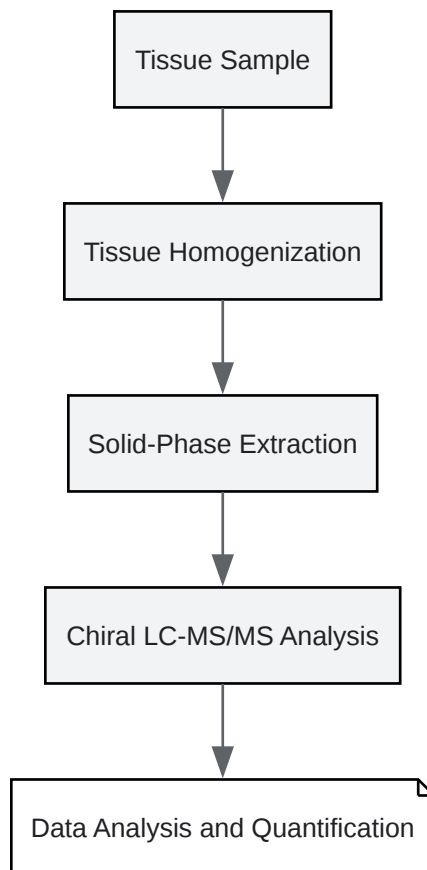 Tissue Sample
Tissue Homogenization
Solid-Phase Extraction
Chiral LC-MS/MS Analysis
Data Analysis and Quantification